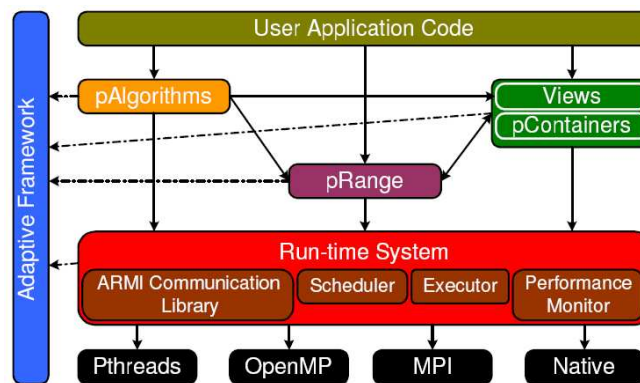 User Application Code
Adaptive Framework
pAlgorithms
Views
pContainers
pRange
Run-time System
ARMI Communication
Library
Scheduler
Executor
Performance
Monitor
Pthreads
OpenMP
MPI
Native